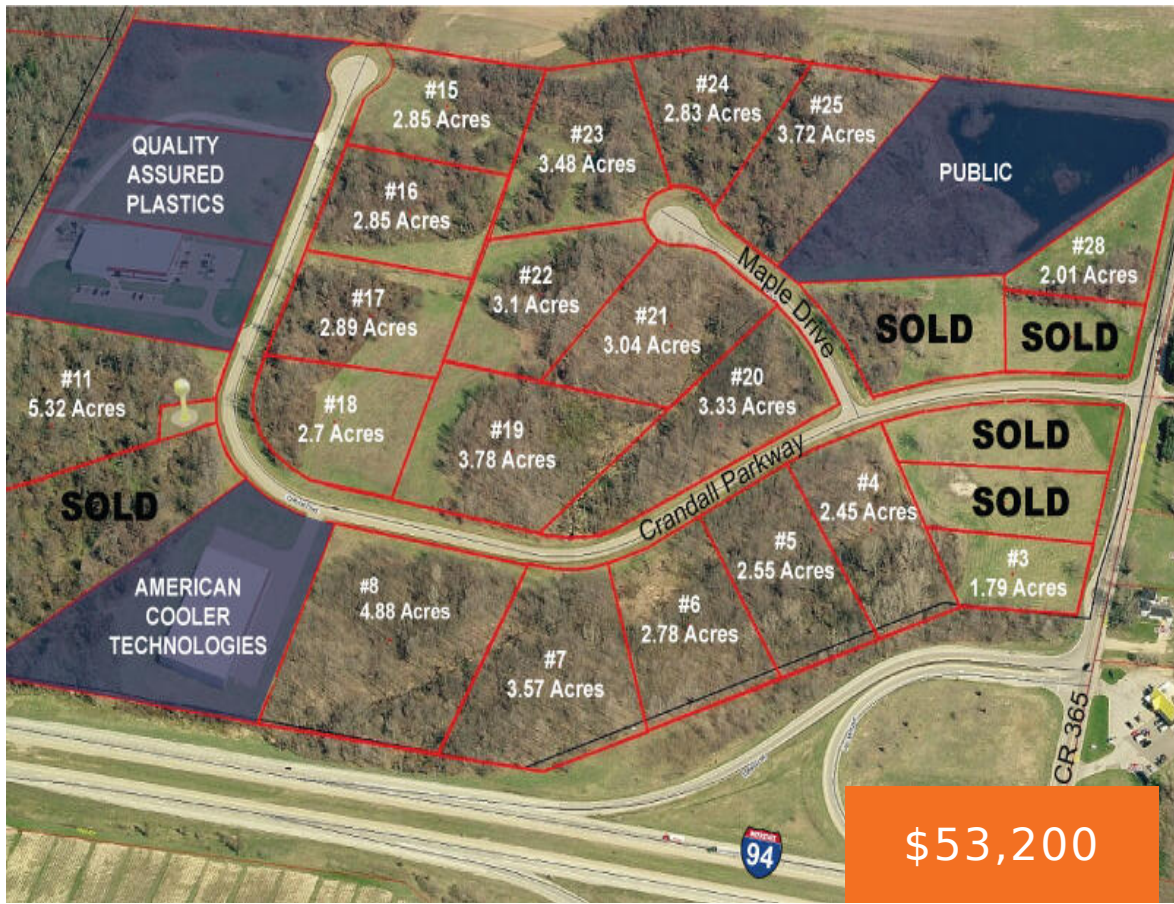 #15
2.85 Acres
#24
2.83 Acres
#25
3.72 Acres
#23
3.48 Acres
QUALITY
ASSURED
PLASTICS
PUBLIC
#16
2.85 Acres
#28
2.01 Acres
#22
3.1 Acres
Maple Drive
#17
2.89 Acres
#21
3.04 Acres
SOLD
SOLD
#11
5.32 Acres
#20
3.33 Acres
#18
2.7 Acres
#19
3.78 Acres
SOLD
Crandall Parkway
#4
2.45 Acres
SOLD
SOLD
#5
2.55 Acres
#3
1.79 Acres
AMERICAN
COOLER
TECHNOLOGIES
#8
4.88 Acres
#6
2.78 Acres
#7
3.57 Acres
CR 365
INTERSTATE
94
$53,200